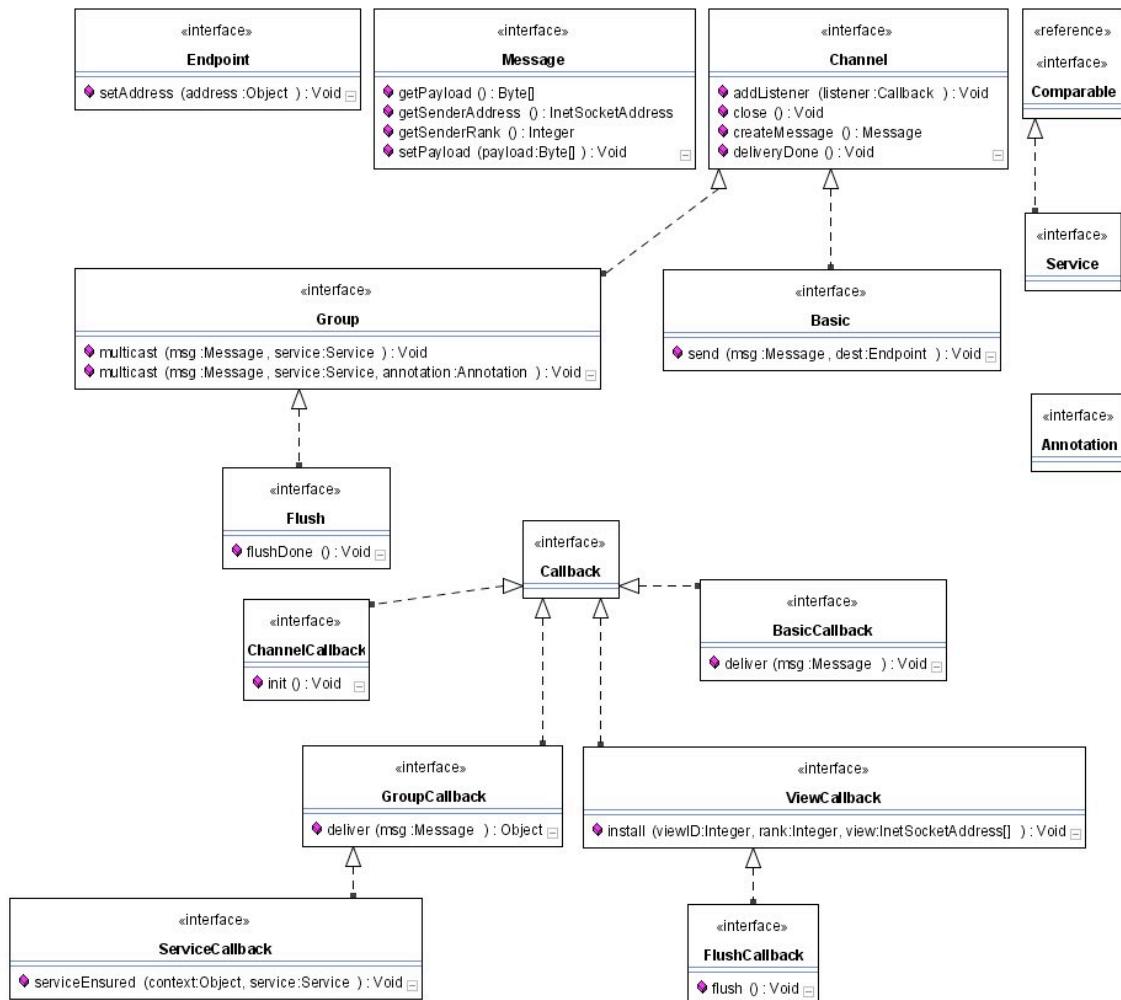 «interface»
Endpoint
setAddress (address :Object ) : Void
«interface»
Message
getPayload () : Byte[]
getSenderAddress () : InetSocketAddress
getSenderRank () : Integer
setPayload (payload:Byte[] ) : Void
«interface»
Channel
addListener (listener :Callback ) : Void
close () : Void
createMessage () : Message
deliveryDone () : Void
«reference»
«interface»
Comparable
«interface»
Service
«interface»
Group
multicast (msg :Message , service:Service ) : Void
multicast (msg :Message , service:Service, annotation :Annotation ) : Void
«interface»
Basic
send (msg :Message , dest:Endpoint ) : Void
«interface»
Annotation
«interface»
Flush
flushDone () : Void
«interface»
Callback
«interface»
ChannelCallback
init () : Void
«interface»
BasicCallback
deliver (msg :Message ) : Void
«interface»
GroupCallback
deliver (msg :Message ) : Object
«interface»
ViewCallback
install (viewID:Integer, rank:Integer, view:InetSocketAddress[] ) : Void
«interface»
ServiceCallback
serviceEnsured (context:Object, service:Service ) : Void
«interface»
FlushCallback
flush () : Void